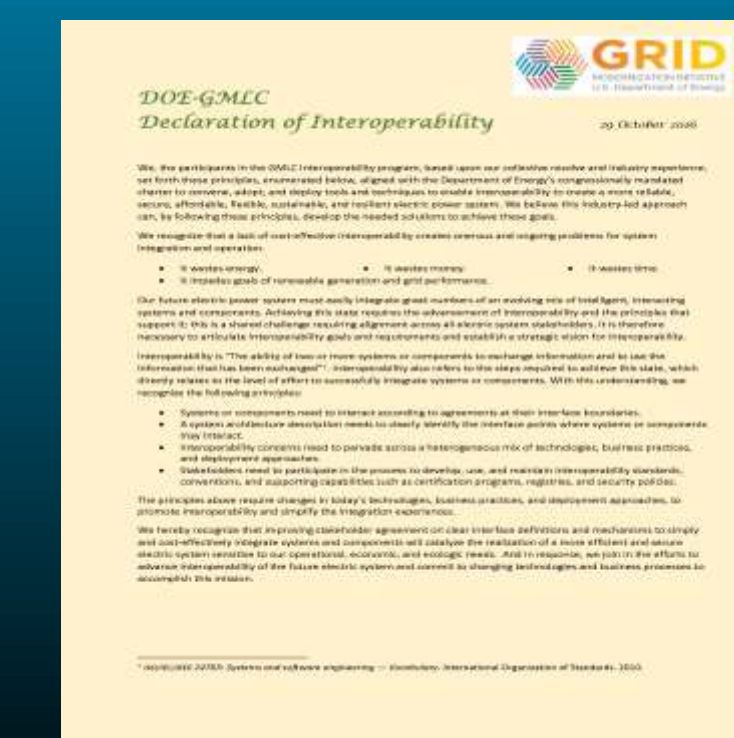 GRID
MODERNIZATION INITIATIVE
U.S. Department of Energy
DOE-GMLC
Declaration of Interoperability
29 October 2016
We, the participants in the GMLC Interoperability program, based upon our collective resolve and industry experience,
set forth these principles, enumerated below, aligned with the Department of Energy's congressionally mandated
charter to convene, adopt, and deploy tools and techniques to enable interoperability to create a more reliable,
secure, affordable, flexible, sustainable, and resilient electric power system. We believe this industry-led approach
can, by following these principles, develop the needed solutions to achieve these goals.
We recognize that a lack of cost-effective interoperability creates onerous and ongoing problems for system
integration and operation:
• It wastes energy. • It wastes money. • It wastes time.
• It impedes goals of renewable generation and grid performance.
Our future electric power system must easily integrate great numbers of an evolving mix of intelligent, interacting
systems and components. Achieving this state requires the advancement of interoperability and the principles that
support it; this is a shared challenge requiring alignment across all electric system stakeholders. It is therefore
necessary to articulate interoperability goals and requirements and establish a strategic vision for interoperability.
Interoperability is "The ability of two or more systems or components to exchange information and to use the
information that has been exchanged"¹. Interoperability also refers to the steps required to achieve this state, which
directly relates to the level of effort to successfully integrate systems or components. With this understanding, we
recognize the following principles:
• Systems or components need to interact according to agreements at their interface boundaries.
• A system architecture description needs to clearly identify the interface points where systems or components
may interact.
• Interoperability concerns need to pervade across a heterogeneous mix of technologies, business practices,
and deployment approaches.
• Stakeholders need to participate in the process to develop, use, and maintain interoperability standards,
conventions, and supporting capabilities such as certification programs, registries, and security policies.
The principles above require changes in today's technologies, business practices, and deployment approaches, to
promote interoperability and simplify the integration experiences.
We hereby recognize that improving stakeholder agreement on clear interface definitions and mechanisms to simply
and cost-effectively integrate systems and components will catalyze the realization of a more efficient and secure
electric system sensitive to our operational, economic, and ecologic needs. And in response, we join in the efforts to
advance interoperability of the future electric system and commit to changing technologies and business processes to
accomplish this mission.
¹ Systems and software engineering — Vocabulary. International Organization of Standards. 2010.